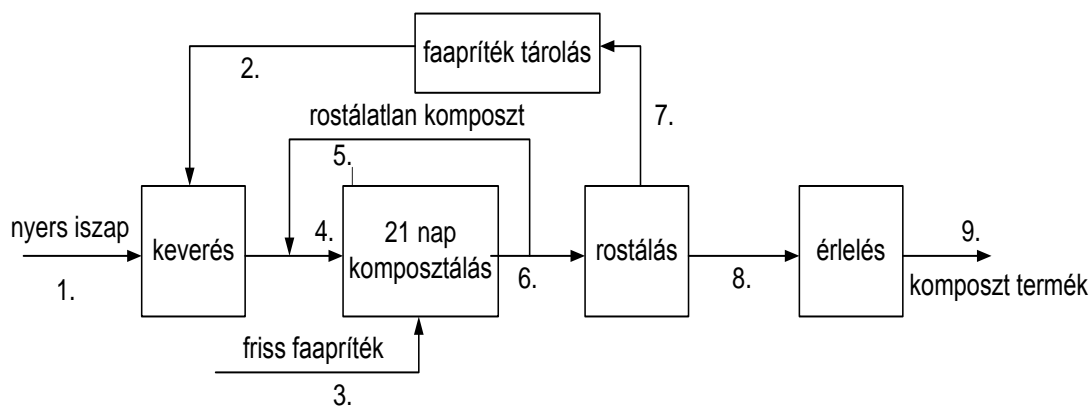 faapríték tárolás
2.
7.
rostálatlan komposzt
5.
nyers iszap
1.
keverés
4.
21 nap
komposztálás
6.
rostálás
8.
érlelés
9.
komposzt termék
friss faapríték
3.